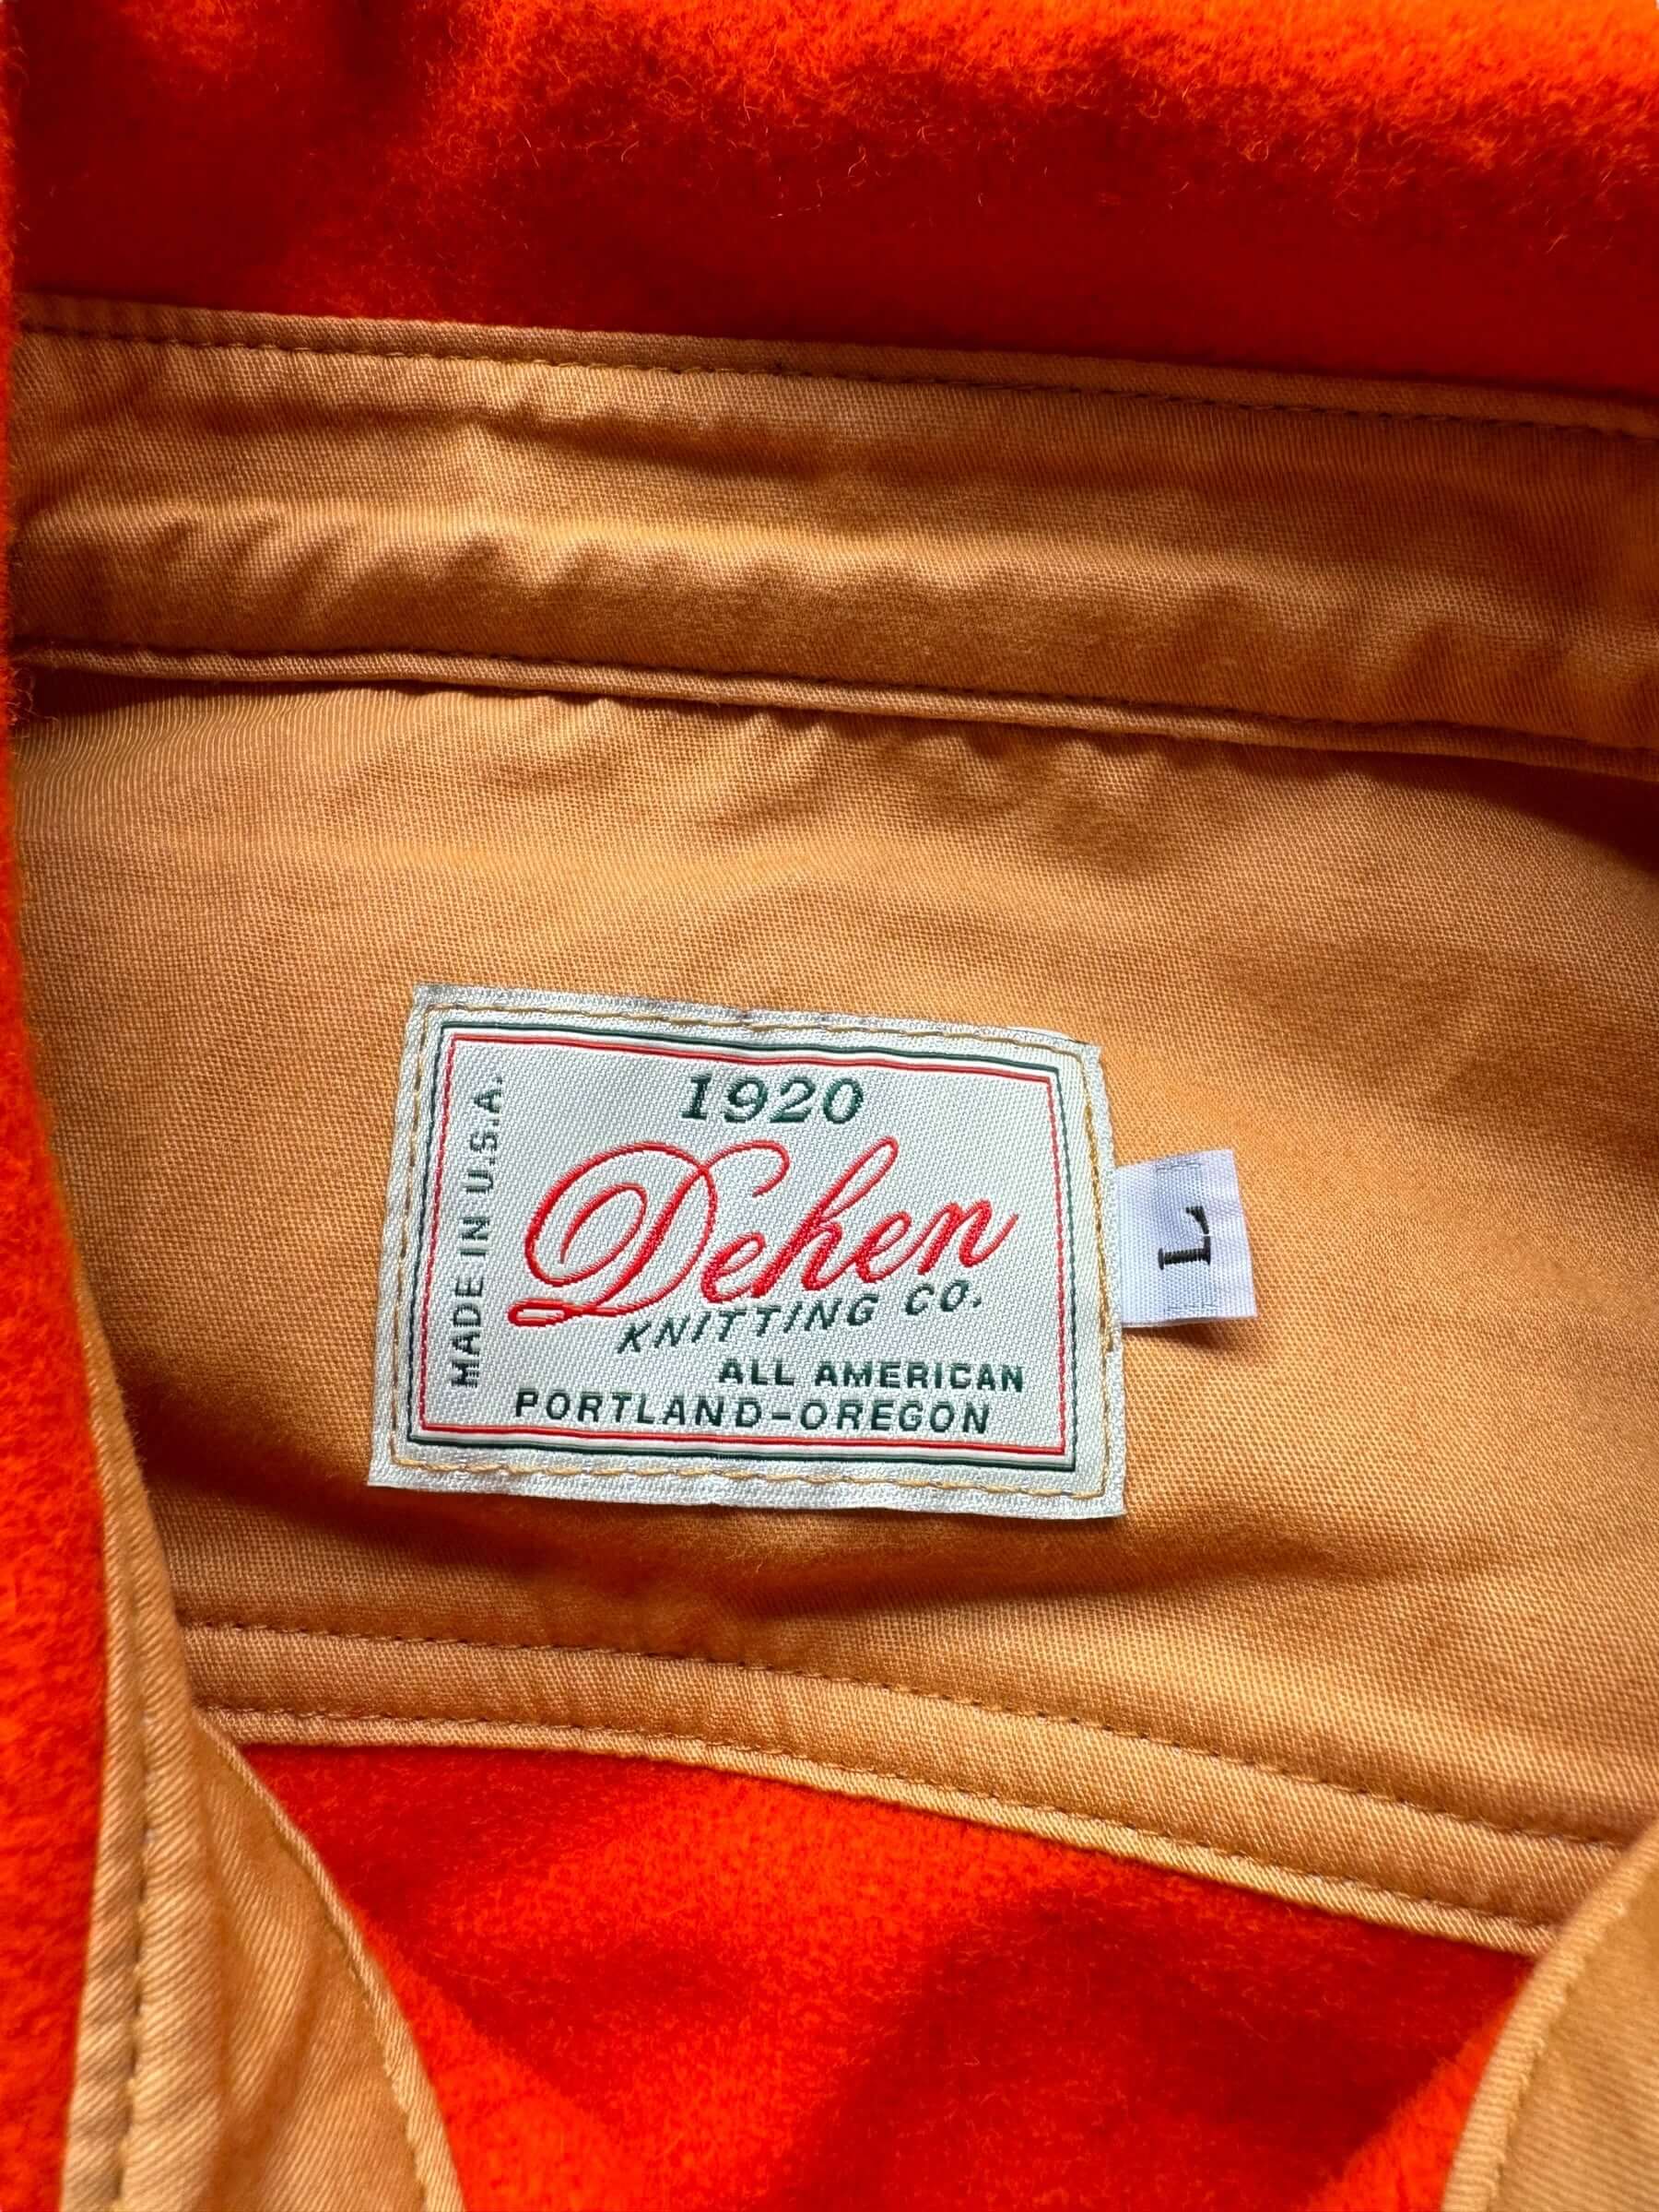 1920
Dehen
KNITTING CO.
ALL AMERICAN
PORTLAND-OREGON
MADE IN U.S.A.
L